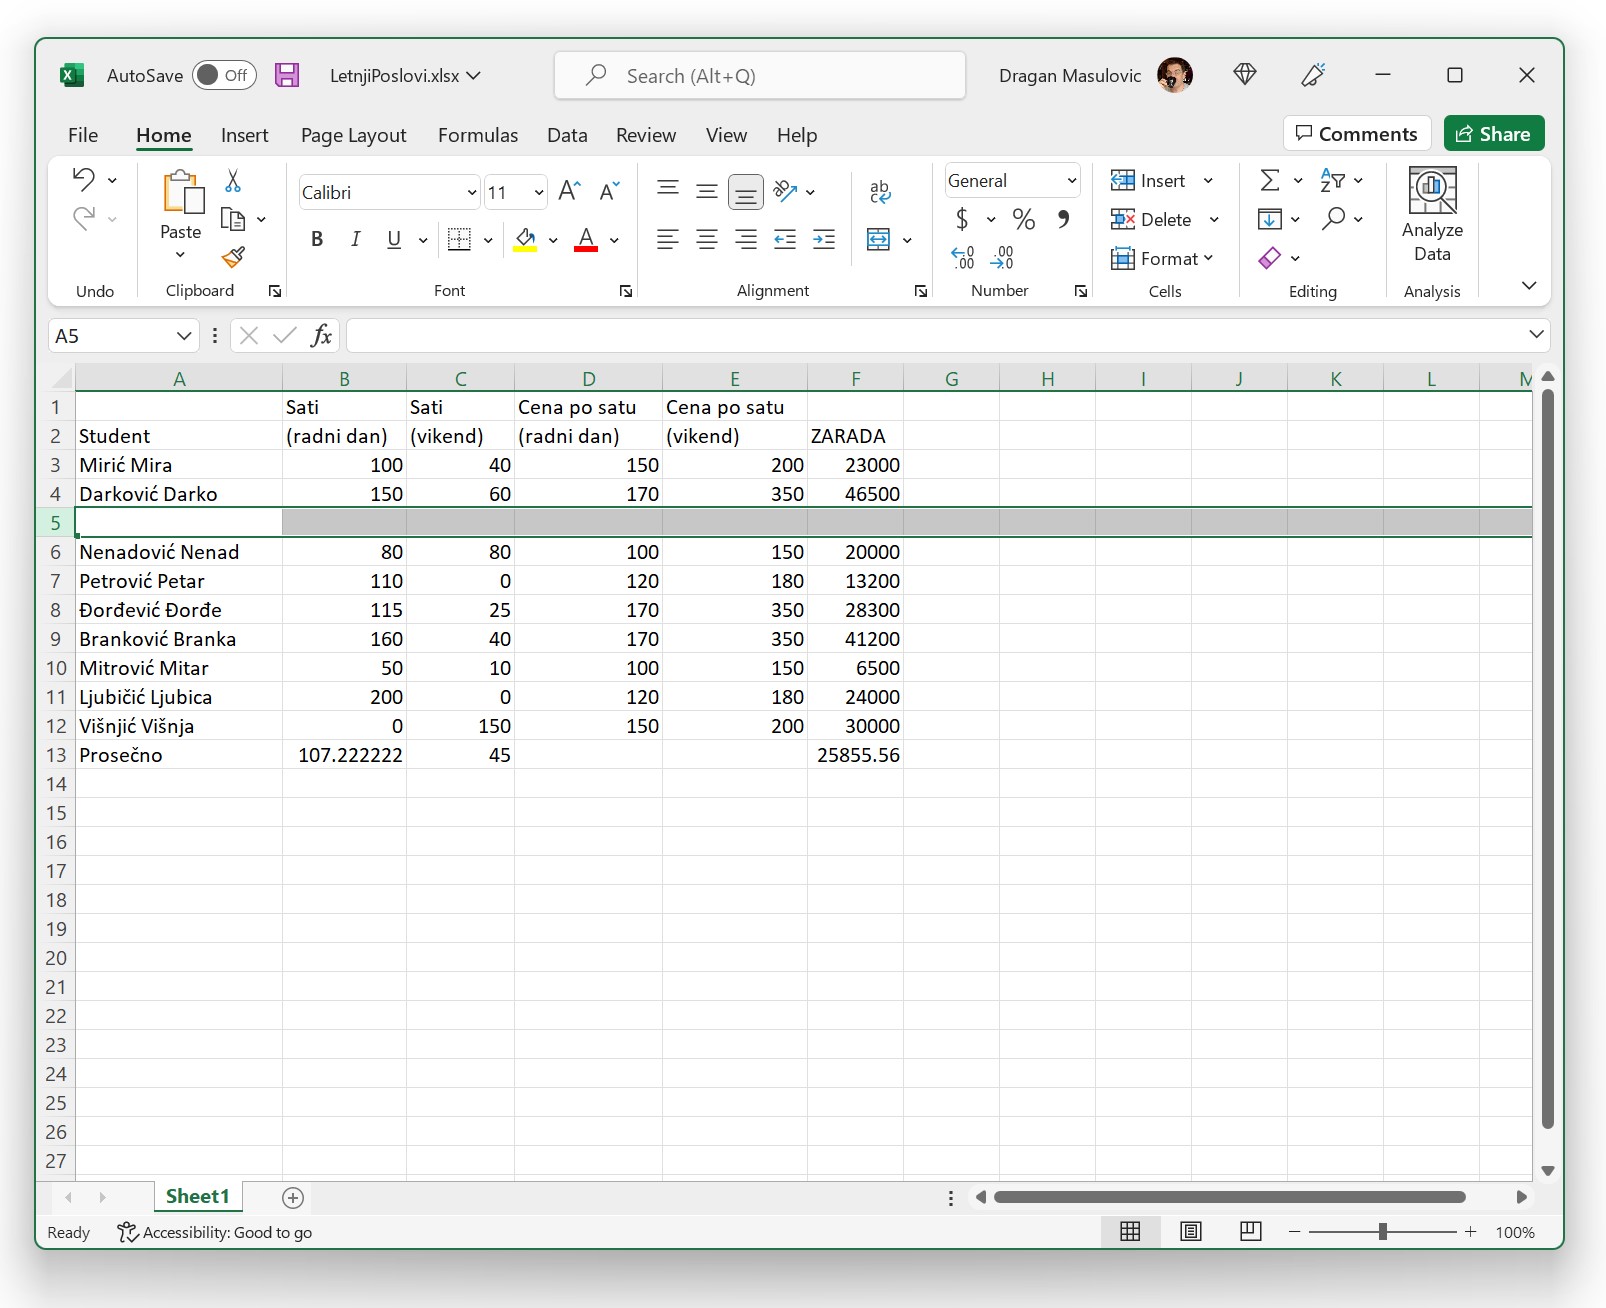 AutoSave Off LetnjiPoslovi.xlsx Search (Alt+Q) Dragan Masulovic
File Home Insert Page Layout Formulas Data Review View Help Comments Share
Calibri 11 General Insert
Paste B I U $ % Delete
Format
Analyze Data
Undo Clipboard Font Alignment Number Cells Editing Analysis
A5 fx
A B C D E F G H I J K L M
1 Sati Sati Cena po satu Cena po satu
2 Student (radni dan) (vikend) (radni dan) (vikend) ZARADA
3 Mirić Mira 100 40 150 200 23000
4 Darković Darko 150 60 170 350 46500
5
6 Nenadović Nenad 80 80 100 150 20000
7 Petrović Petar 110 0 120 180 13200
8 Đorđević Đorđe 115 25 170 350 28300
9 Branković Branka 160 40 170 350 41200
10 Mitrović Mitar 50 10 100 150 6500
11 Ljubičić Ljubica 200 0 120 180 24000
12 Višnjić Višnja 0 150 150 200 30000
13 Prosečno 107.222222 45 25855.56
14
15
16
17
18
19
20
21
22
23
24
25
26
27
Sheet1
Ready Accessibility: Good to go 100%